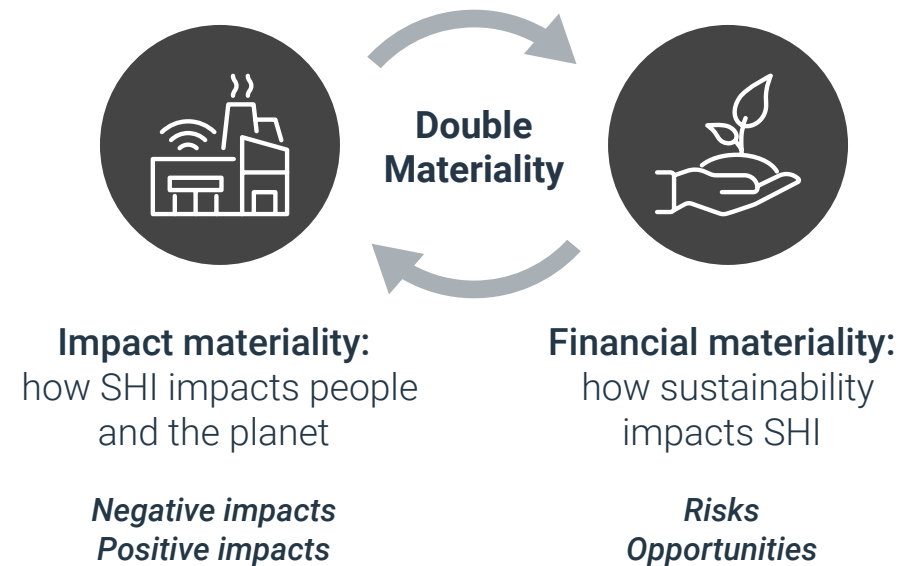 Double
Materiality
Impact materiality:
how SHI impacts people
and the planet
Negative impacts
Positive impacts
Financial materiality:
how sustainability
impacts SHI
Risks
Opportunities